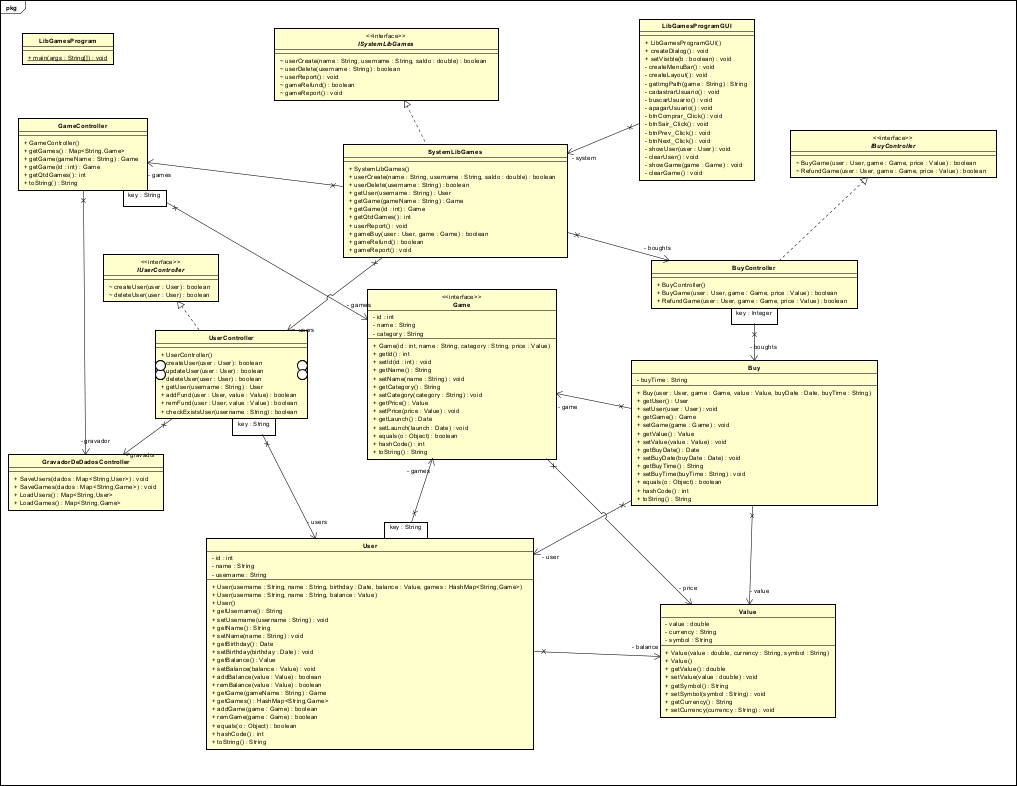 pkg
LibGamesProgram
+ main(args : String[]) : void
<<interface>>
ISystemLibGames
~ userCreate(name : String, username : String, saldo : double) : boolean
~ userDelete(username : String) : boolean
~ userReport() : void
~ gameRefund() : boolean
~ gameReport() : void
LibGamesProgramGUI
+ LibGamesProgramGUI()
+ createDialog() : void
+ setVisible(b : boolean) : void
- createMenuBar() : void
- createLayout() : void
- getImgPath(game : String) : String
- cadastrarUsuario() : void
- buscarUsuario() : void
- apagarUsuario() : void
- btnComprar_Click() : void
- btnSair_Click() : void
- btnPrev_Click() : void
- btnNext_Click() : void
- showUser(user : User) : void
- clearUser() : void
- showGame(game : Game) : void
- clearGame() : void
<<interface>>
IBuyController
~ BuyGame(user : User, game : Game, price : Value) : boolean
~ RefundGame(user : User, game : Game, price : Value) : boolean
GameController
+ GameController()
+ getGames() : Map<String,Game>
+ getGame(gameName : String) : Game
+ getGame(id : int) : Game
+ getQtdGames() : int
+ toString() : String
key : String
- games
SystemLibGames
+ SystemLibGames()
+ userCreate(name : String, username : String, saldo : double) : boolean
+ userDelete(username : String) : boolean
+ getUser(username : String) : User
+ getGame(gameName : String) : Game
+ getGame(id : int) : Game
+ getQtdGames() : int
+ userReport() : void
+ gameBuy(user : User, game : Game) : boolean
+ gameRefund() : boolean
+ gameReport() : void
- system
- boughts
<<interface>>
IUserController
~ createUser(user : User) : boolean
~ deleteUser(user : User) : boolean
BuyController
+ BuyController()
+ BuyGame(user : User, game : Game, price : Value) : boolean
+ RefundGame(user : User, game : Game, price : Value) : boolean
key : Integer
- boughts
- games
- users
<<interface>>
Game
- id : int
- name : String
- category : String
+ Game(id : int, name : String, category : String, price : Value)
+ getId() : int
+ setId(id : int) : void
+ getName() : String
+ setName(name : String) : void
+ getCategory() : String
+ setCategory(category : String) : void
+ getPrice() : Value
+ setPrice(price : Value) : void
+ getLaunch() : Date
+ setLaunch(launch : Date) : void
+ equals(o : Object) : boolean
+ hashCode() : int
+ toString() : String
UserController
+ UserController()
createUser(user : User) : boolean
updateUser(user : User) : boolean
deleteUser(user : User) : boolean
+ getUser(username : String) : User
+ addFund(user : User, value : Value) : boolean
+ remFund(user : User, value : Value) : boolean
+ checkExistsUser(username : String) : boolean
key : String
Buy
- buyTime : String
+ Buy(user : User, game : Game, value : Value, buyDate : Date, buyTime : String)
+ getUser() : User
+ setUser(user : User) : void
+ getGame() : Game
+ setGame(game : Game) : void
+ getValue() : Value
+ setValue(value : Value) : void
+ getBuyDate() : Date
+ setBuyDate(buyDate : Date) : void
+ getBuyTime() : String
+ setBuyTime(buyTime : String) : void
+ equals(o : Object) : boolean
+ hashCode() : int
+ toString() : String
- game
- gravador
- gravador
GravadorDeDadosController
+ SaveUsers(dados : Map<String,User>) : void
+ SaveGames(dados : Map<String,Game>) : void
+ LoadUsers() : Map<String,User>
+ LoadGames() : Map<String,Game>
- games
- users
key : String
- user
User
- id : int
- name : String
- username : String
+ User(username : String, name : String, birthday : Date, balance : Value, games : HashMap<String,Game>)
+ User(username : String, name : String, balance : Value)
+ User()
+ getUsername() : String
+ setUsername(username : String) : void
+ getName() : String
+ setName(name : String) : void
+ getBirthday() : Date
+ setBirthday(birthday : Date) : void
+ getBalance() : Value
+ setBalance(balance : Value) : void
+ addBalance(value : Value) : boolean
+ remBalance(value : Value) : boolean
+ getGame(gameName : String) : Game
+ getGames() : HashMap<String,Game>
+ addGame(game : Game) : boolean
+ remGame(game : Game) : boolean
+ equals(o : Object) : boolean
+ hashCode() : int
+ toString() : String
- price
- value
- balance
Value
- value : double
- currency : String
- symbol : String
+ Value(value : double, currency : String, symbol : String)
+ Value()
+ getValue() : double
+ setValue(value : double) : void
+ getSymbol() : String
+ setSymbol(symbol : String) : void
+ getCurrency() : String
+ setCurrency(currency : String) : void